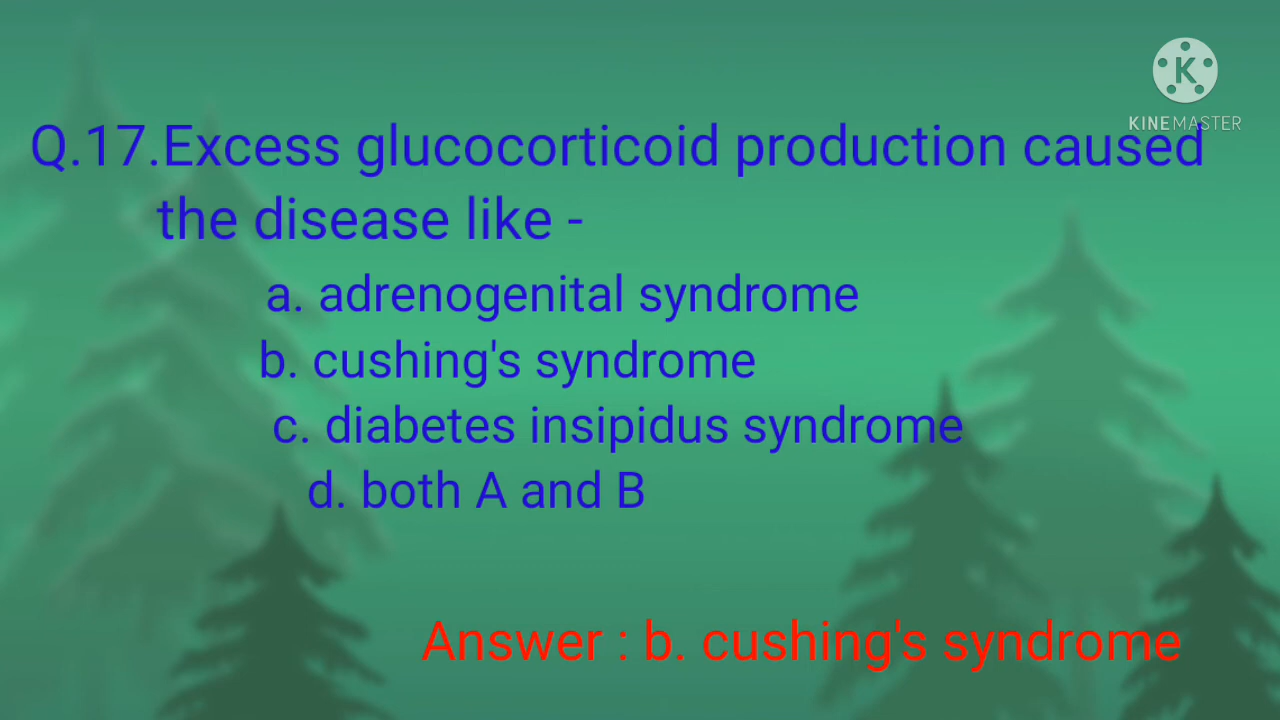 K
KINEMASTER
Q.17.Excess glucocorticoid production caused
the disease like -
a. adrenogenital syndrome
b. cushing's syndrome
c. diabetes insipidus syndrome
d. both A and B
Answer : b. cushing's syndrome